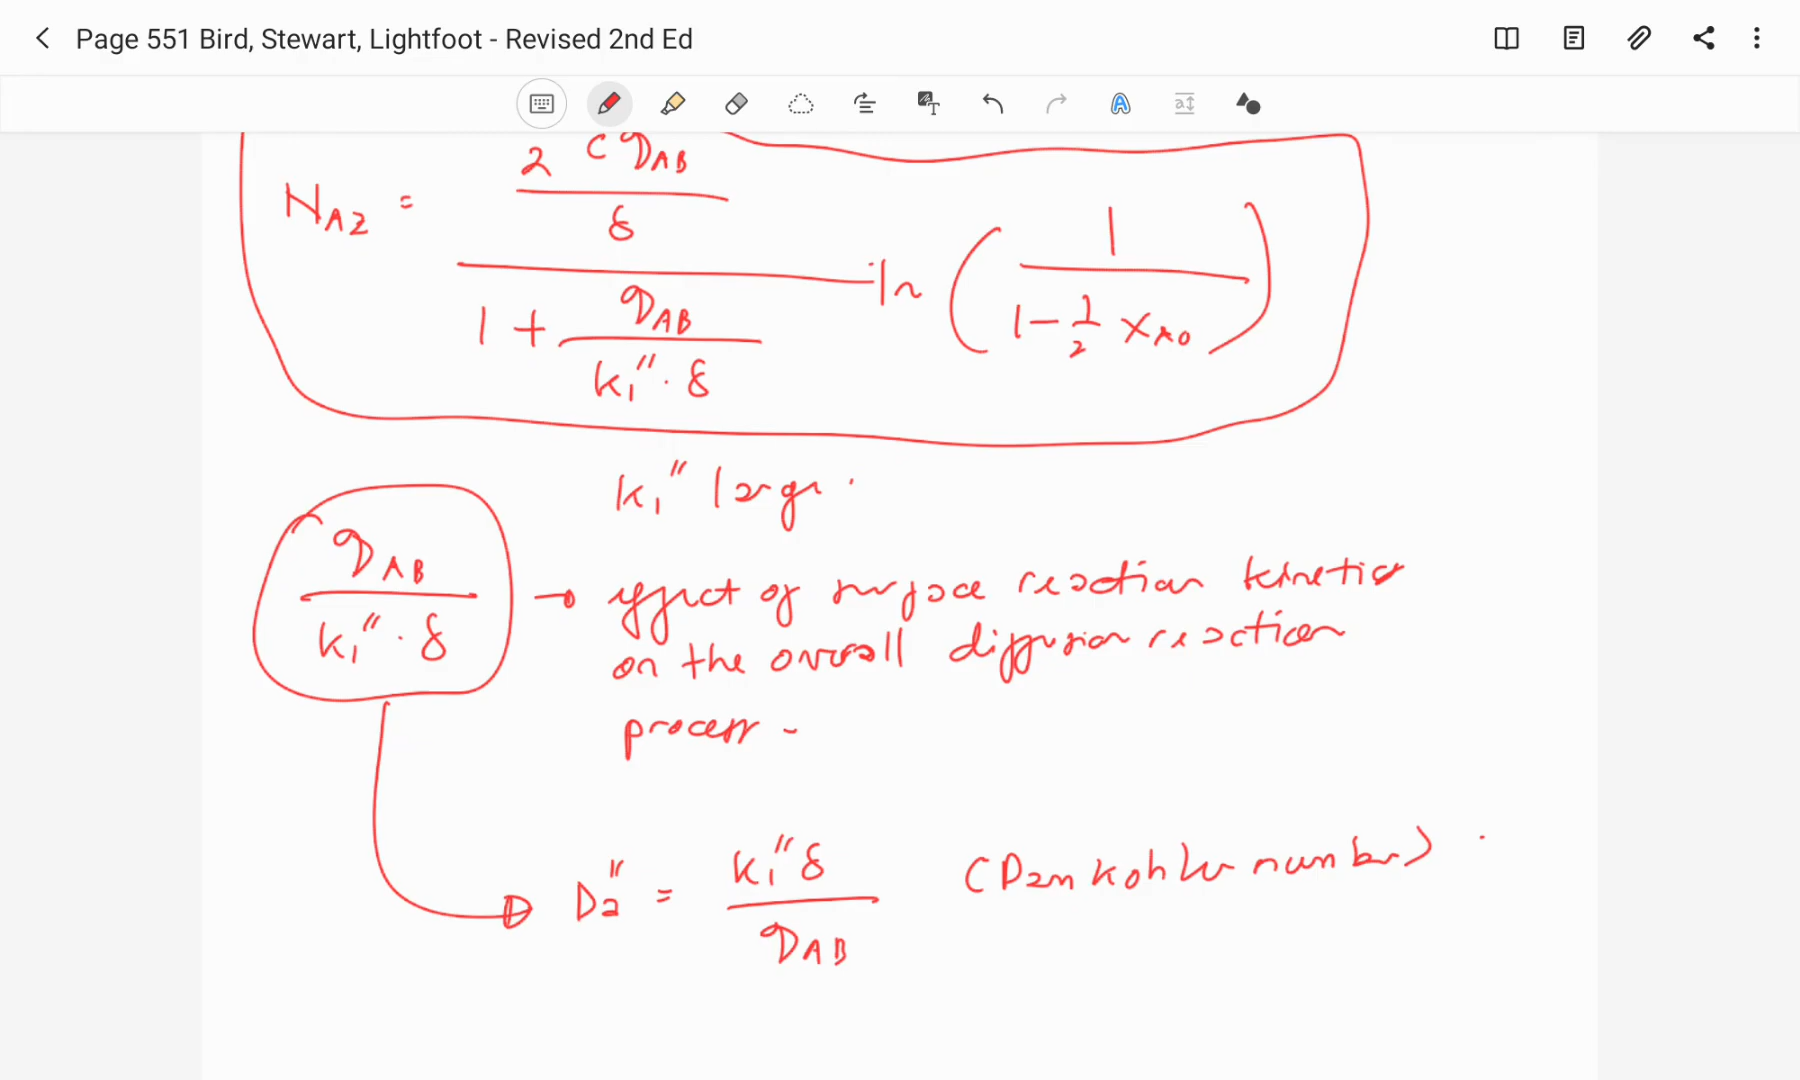 Page 551 Bird, Stewart, Lightfoot - Revised 2nd Ed
N_AZ = (2 C𝒟_AB / δ) / (1 + 𝒟_AB / (k₁″ · δ)) ln (1 / (1 - ½ x_A0))
k₁″ large.
𝒟_AB / (k₁″ · δ) → effect of surface reaction kinetics
on the overall diffusion reaction
process -
Da″ = k₁″δ / 𝒟_AB (Damkohler number).